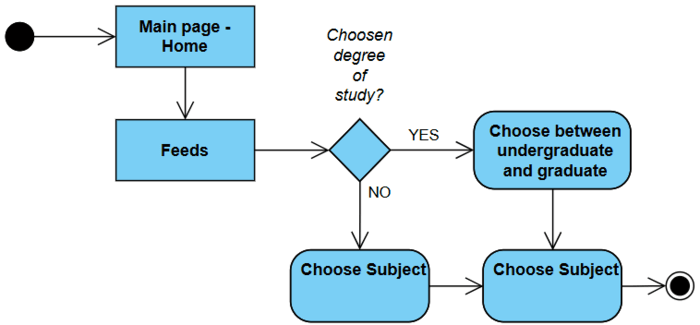 Main page -
Home
Choosen
degree
of
study?
Feeds
YES
Choose between
undergraduate
and graduate
NO
Choose Subject
Choose Subject